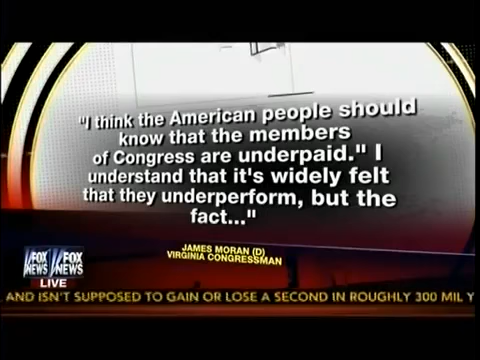 "I think the American people should
know that the members
of Congress are underpaid." I
understand that it's widely felt
that they underperform, but the
fact..."
JAMES MORAN (D)
VIRGINIA CONGRESSMAN
FOX
NEWS
FOX
NEWS
LIVE
AND ISN'T SUPPOSED TO GAIN OR LOSE A SECOND IN ROUGHLY 300 MIL Y